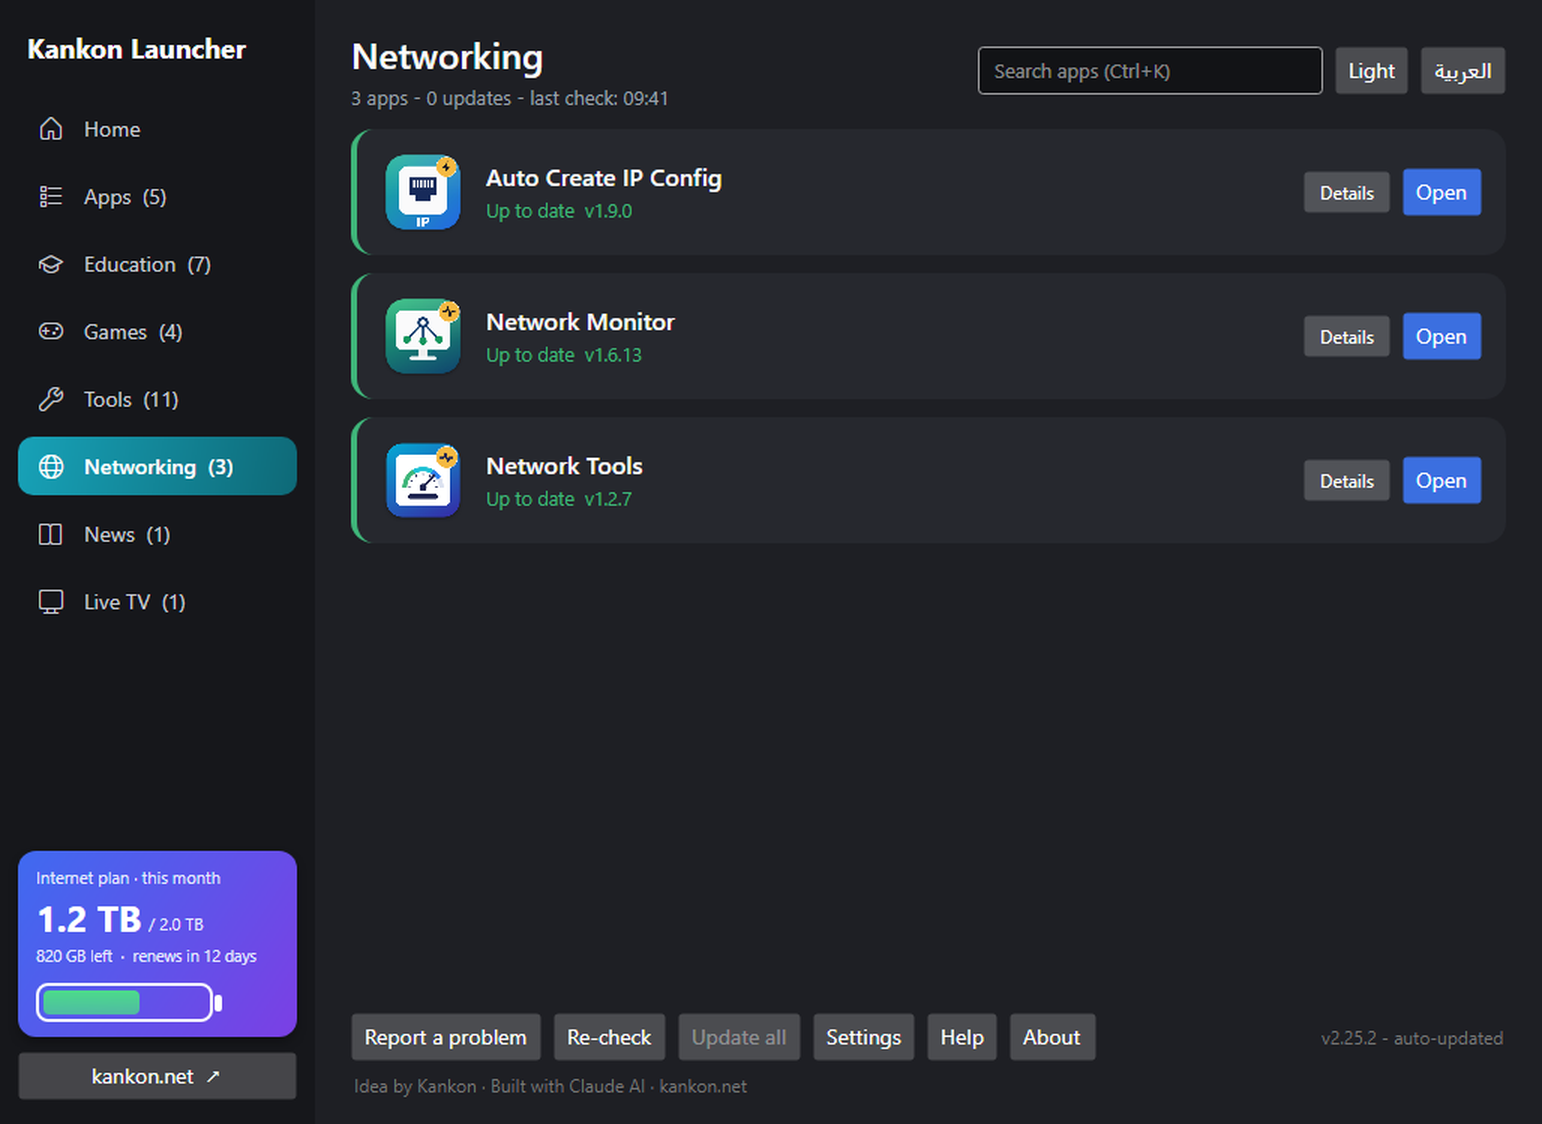 Kankon Launcher
Home
Apps (5)
Education (7)
Games (4)
Tools (11)
Networking (3)
News (1)
Live TV (1)
Internet plan · this month
1.2 TB / 2.0 TB
820 GB left · renews in 12 days
kankon.net ↗
Networking
3 apps - 0 updates - last check: 09:41
Search apps (Ctrl+K)
Light
العربية
IP
Auto Create IP Config
Up to date v1.9.0
Details
Open
Network Monitor
Up to date v1.6.13
Details
Open
Network Tools
Up to date v1.2.7
Details
Open
Report a problem
Re-check
Update all
Settings
Help
About
v2.25.2 - auto-updated
Idea by Kankon · Built with Claude AI · kankon.net